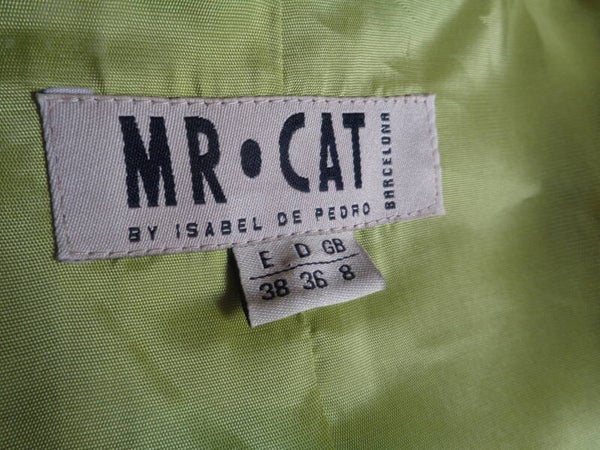 MR • CAT
BARCELONA
BY ISABEL DE PEDRO
E D GB
38 36 8